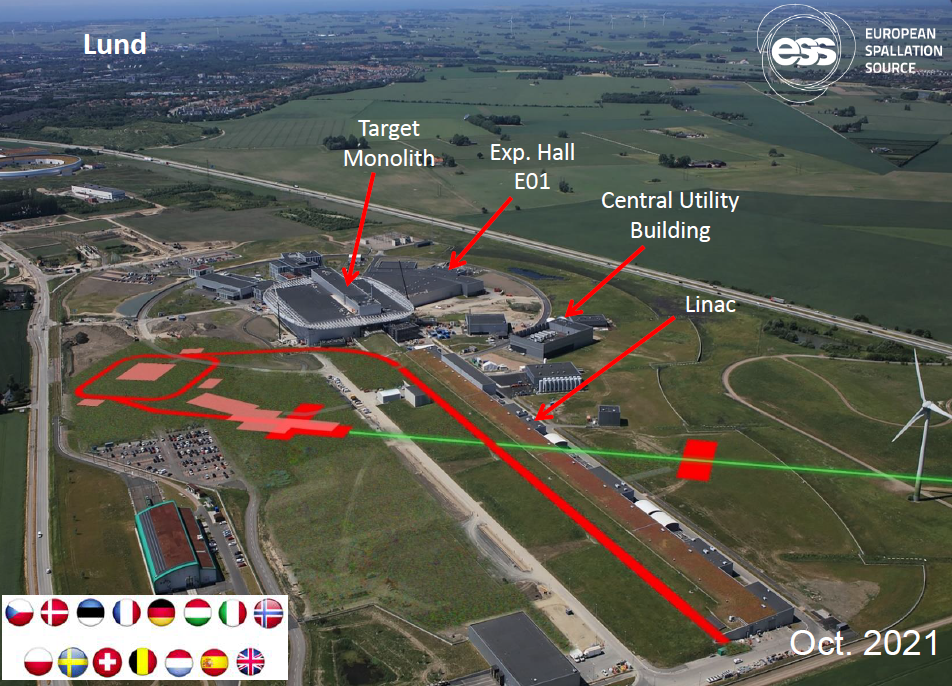 Lund
ess
EUROPEAN
SPALLATION
SOURCE
Target
Monolith
Exp. Hall
E01
Central Utility
Building
Linac
Oct. 2021